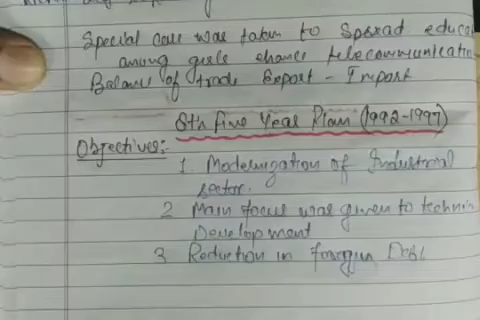 Special care was taken to Spread educa
among girls chance telecommunicatio
Balance of trade Export - Import
8th Five Year Plan (1992-1997)
Objectives:-
1. Modernization of Industrial
sector.
2 Main focus was given to techni
Development
3 Reduction in foreign Debt